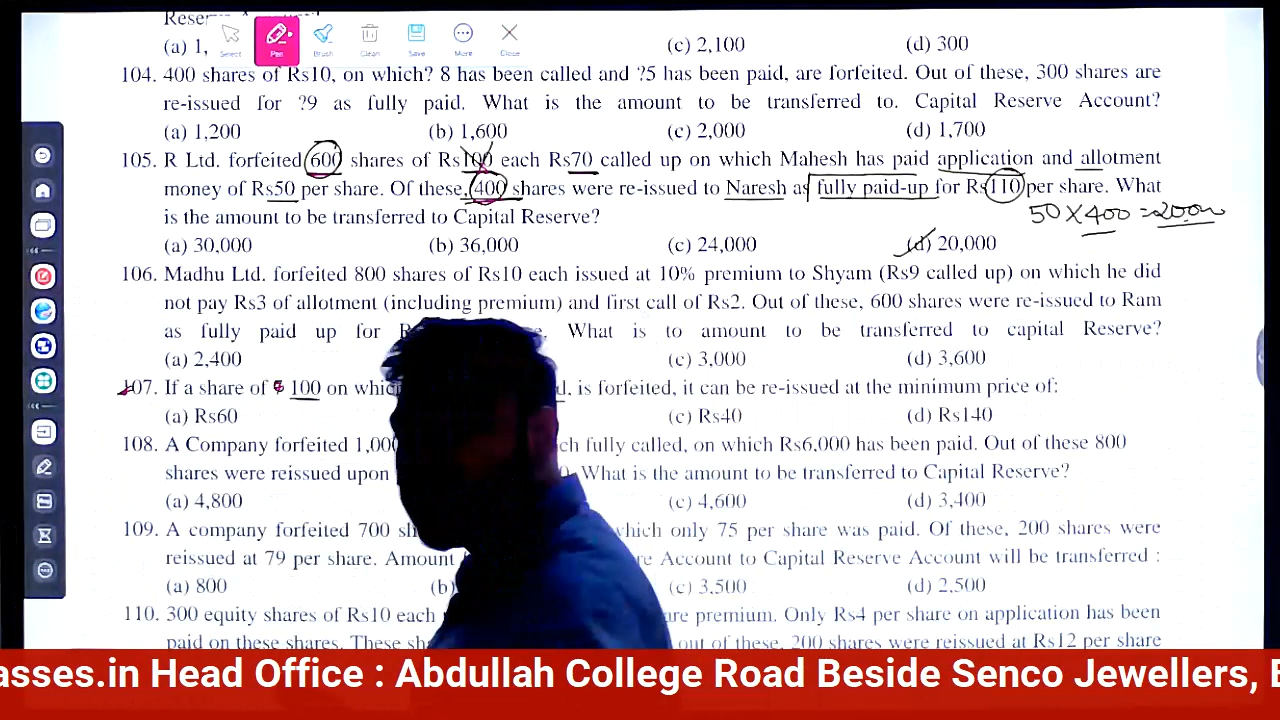 Reser
(a) 1, (c) 2,100 (d) 300
Select Pen Brush Clean Save More Close
104. 400 shares of Rs10, on which? 8 has been called and ?5 has been paid, are forfeited. Out of these, 300 shares are
re-issued for ?9 as fully paid. What is the amount to be transferred to. Capital Reserve Account?
(a) 1,200 (b) 1,600 (c) 2,000 (d) 1,700
105. R Ltd. forfeited 600 shares of Rs100 each Rs70 called up on which Mahesh has paid application and allotment
money of Rs50 per share. Of these, 400 shares were re-issued to Naresh as fully paid-up for Rs110 per share. What
is the amount to be transferred to Capital Reserve?
50 X 400 = 20,000
(a) 30,000 (b) 36,000 (c) 24,000 (d) 20,000
106. Madhu Ltd. forfeited 800 shares of Rs10 each issued at 10% premium to Shyam (Rs9 called up) on which he did
not pay Rs3 of allotment (including premium) and first call of Rs2. Out of these, 600 shares were re-issued to Ram
as fully paid up for What is to amount to be transferred to capital Reserve?
(a) 2,400 (c) 3,000 (d) 3,600
107. If a share of 100 on which is forfeited, it can be re-issued at the minimum price of:
(a) Rs60 (c) Rs40 (d) Rs140
108. A Company forfeited 1,000 fully called, on which Rs6,000 has been paid. Out of these 800
shares were reissued upon What is the amount to be transferred to Capital Reserve?
(a) 4,800 (c) 4,600 (d) 3,400
109. A company forfeited 700 which only 75 per share was paid. Of these, 200 shares were
reissued at 79 per share. Amount Account to Capital Reserve Account will be transferred :
(a) 800 (b) (c) 3,500 (d) 2,500
110. 300 equity shares of Rs10 each premium. Only Rs4 per share on application has been
paid on these shares. These out of these, 200 shares were reissued at Rs12 per share
asses.in Head Office : Abdullah College Road Beside Senco Jewellers,